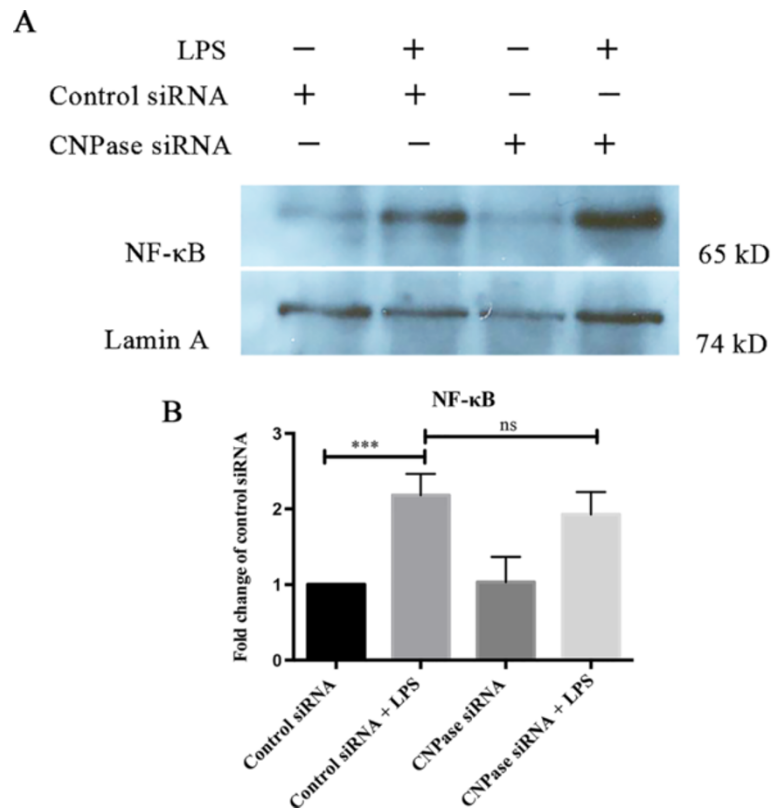 A
LPS − + − +
Control siRNA + + − −
CNPase siRNA − − + +
NF-κB 65 kD
Lamin A 74 kD
B
NF-κB
ns
***
Fold change of control siRNA
3
2
1
0
Control siRNA
Control siRNA + LPS
CNPase siRNA
CNPase siRNA + LPS